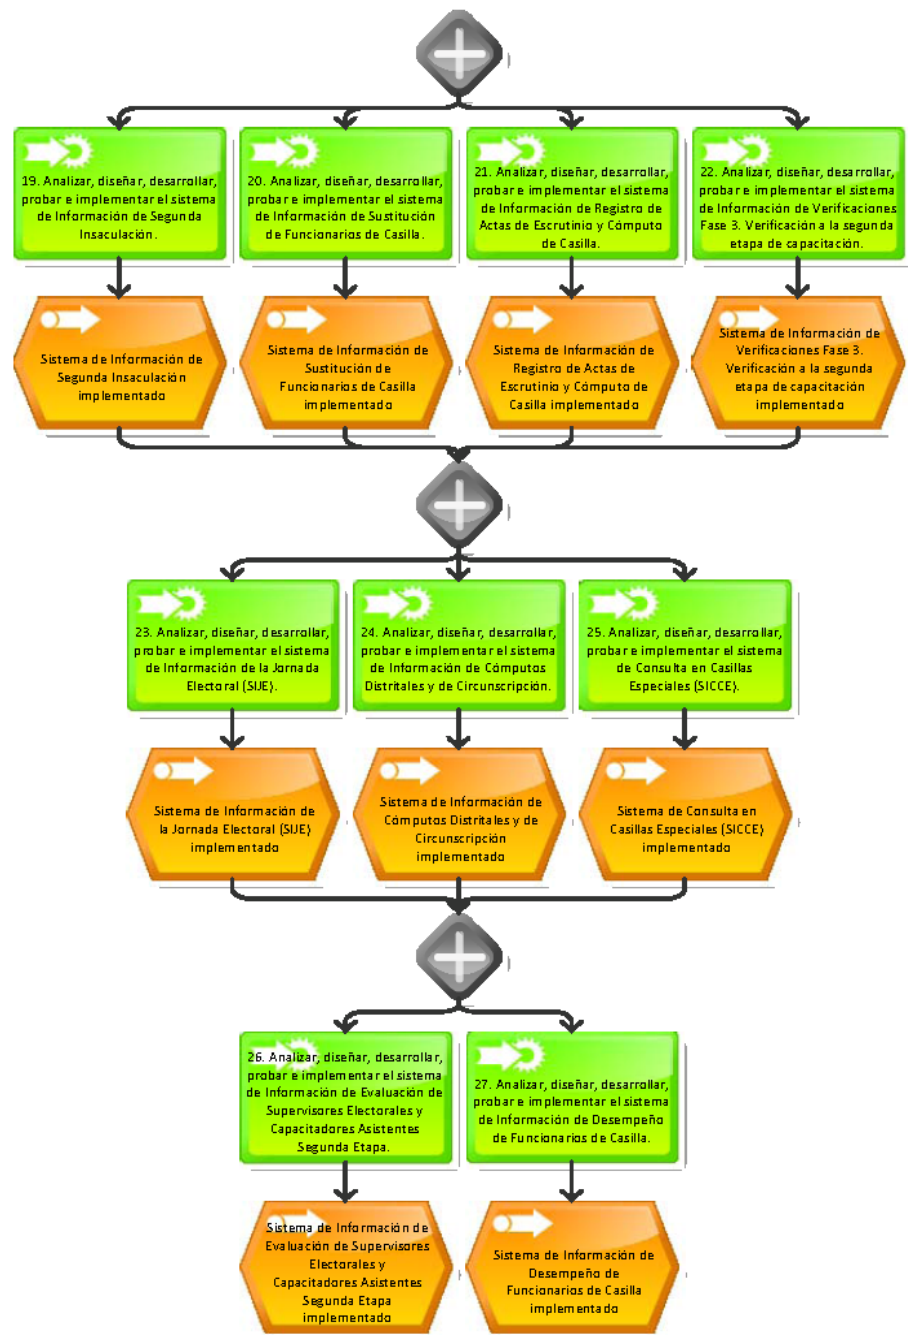 19. Analizar, diseñar, desarrollar,
probar e implementar el sistema
de Información de Segunda
Insaculación.
20. Analizar, diseñar, desarrollar,
probar e implementar el sistema
de Información de Sustitución
de Funcionarios de Casilla.
21. Analizar, diseñar, desarrollar,
probar e implementar el sistema
de Información de Registro de
Actas de Escrutinio y Cómputo
de Casilla.
22. Analizar, diseñar, desarrollar,
probar e implementar el sistema
de Información de Verificaciones
Fase 3. Verificación a la segunda
etapa de capacitación.
Sistema de Información de
Segunda Insaculación
implementado
Sistema de Información de
Sustitución de
Funcionarios de Casilla
implementado
Sistema de Información de
Registro de Actas de
Escrutinio y Cómputo de
Casilla implementado
Sistema de Información de
Verificaciones Fase 3.
Verificación a la segunda
etapa de capacitación
implementado
23. Analizar, diseñar, desarrollar,
probar e implementar el sistema
de Información de la Jornada
Electoral (SIJE).
24. Analizar, diseñar, desarrollar,
probar e implementar el sistema
de Información de Cómputos
Distritales y de Circunscripción.
25. Analizar, diseñar, desarrollar,
probar e implementar el sistema
de Consulta en Casillas
Especiales (SICCE).
Sistema de Información de
la Jornada Electoral (SIJE)
implementado
Sistema de Información de
Cómputos Distritales y de
Circunscripción
implementado
Sistema de Consulta en
Casillas Especiales (SICCE)
implementado
26. Analizar, diseñar, desarrollar,
probar e implementar el sistema
de Información de Evaluación de
Supervisores Electorales y
Capacitadores Asistentes
Segunda Etapa.
27. Analizar, diseñar, desarrollar,
probar e implementar el sistema
de Información de Desempeño
de Funcionarios de Casilla.
Sistema de Información de
Evaluación de Supervisores
Electorales y
Capacitadores Asistentes
Segunda Etapa
implementado
Sistema de Información de
Desempeño de
Funcionarios de Casilla
implementado